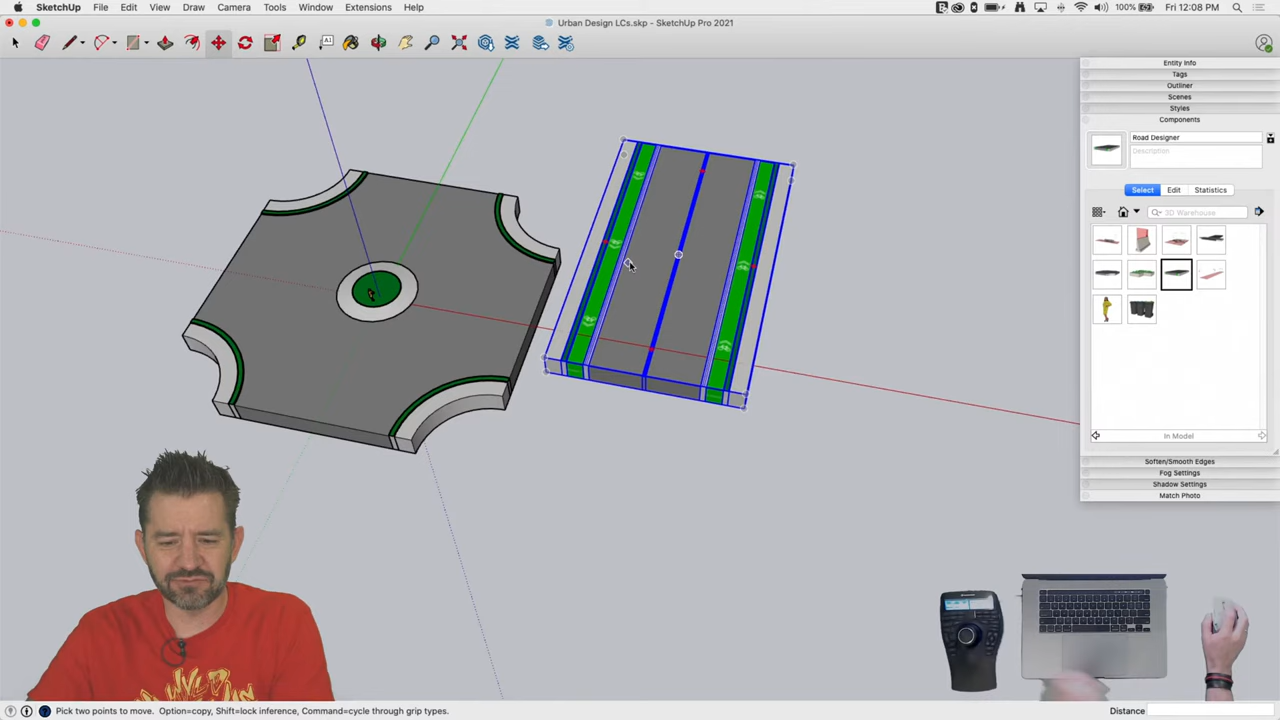 SketchUp File Edit View Draw Camera Tools Window Extensions Help
100% Fri 12:08 PM
Urban Design LCs.skp - SketchUp Pro 2021
Entity Info
Tags
Outliner
Scenes
Styles
Components
Road Designer
Description
Select Edit Statistics
3D Warehouse
In Model
Soften/Smooth Edges
Fog Settings
Shadow Settings
Match Photo
Pick two points to move. Option=copy, Shift=lock inference, Command=cycle through grip types.
Distance